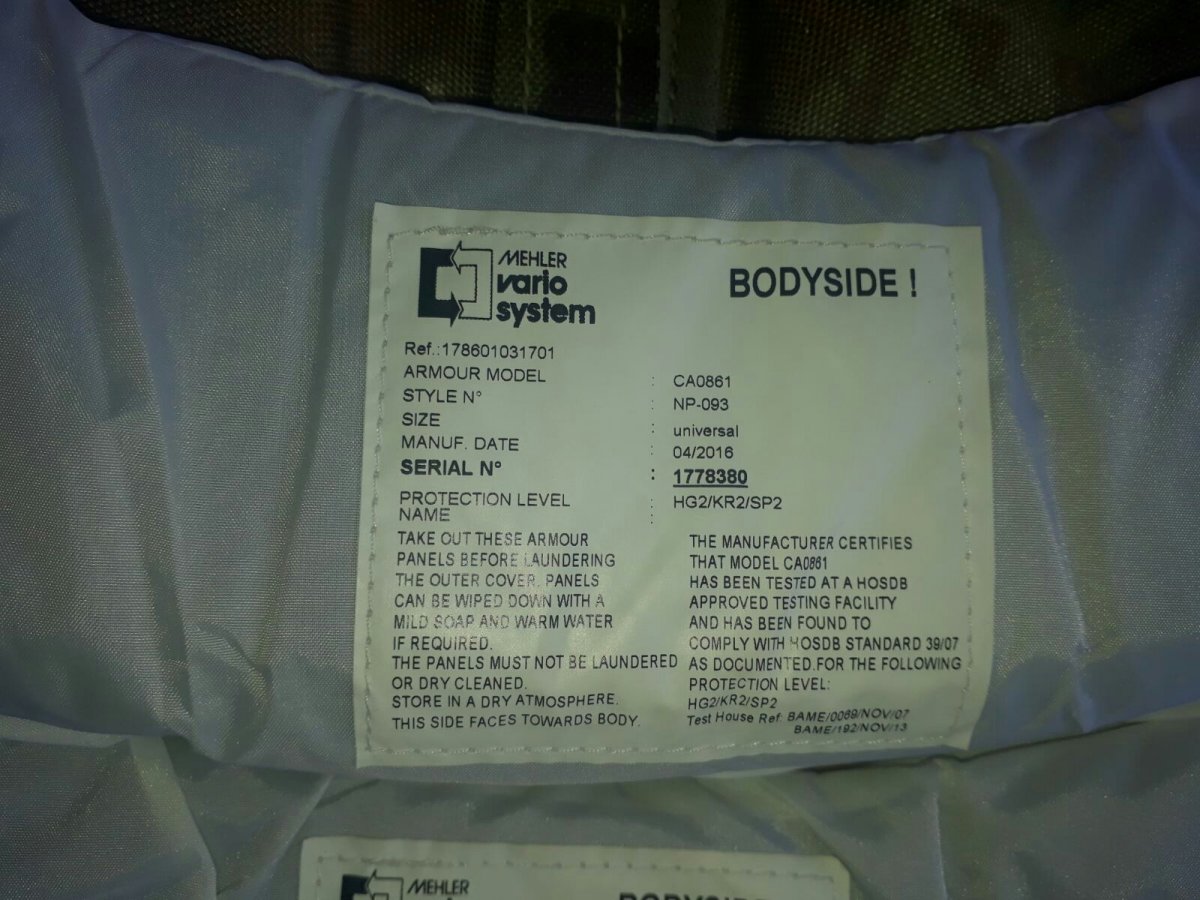 MEHLER
vario
system
BODYSIDE !
Ref.:178601031701
ARMOUR MODEL : CA0861
STYLE N° : NP-093
SIZE : universal
MANUF. DATE : 04/2016
SERIAL N° : 1778380
PROTECTION LEVEL : HG2/KR2/SP2
NAME :
TAKE OUT THESE ARMOUR
PANELS BEFORE LAUNDERING
THE OUTER COVER. PANELS
CAN BE WIPED DOWN WITH A
MILD SOAP AND WARM WATER
IF REQUIRED.
THE PANELS MUST NOT BE LAUNDERED
OR DRY CLEANED.
STORE IN A DRY ATMOSPHERE.
THIS SIDE FACES TOWARDS BODY.
THE MANUFACTURER CERTIFIES
THAT MODEL CA0861
HAS BEEN TESTED AT A HOSDB
APPROVED TESTING FACILITY
AND HAS BEEN FOUND TO
COMPLY WITH HOSDB STANDARD 39/07
AS DOCUMENTED.FOR THE FOLLOWING
PROTECTION LEVEL:
HG2/KR2/SP2
Test House Ref: BAME/0069/NOV/07
BAME/192/NOV/13
MEHLER
BODYSIDE